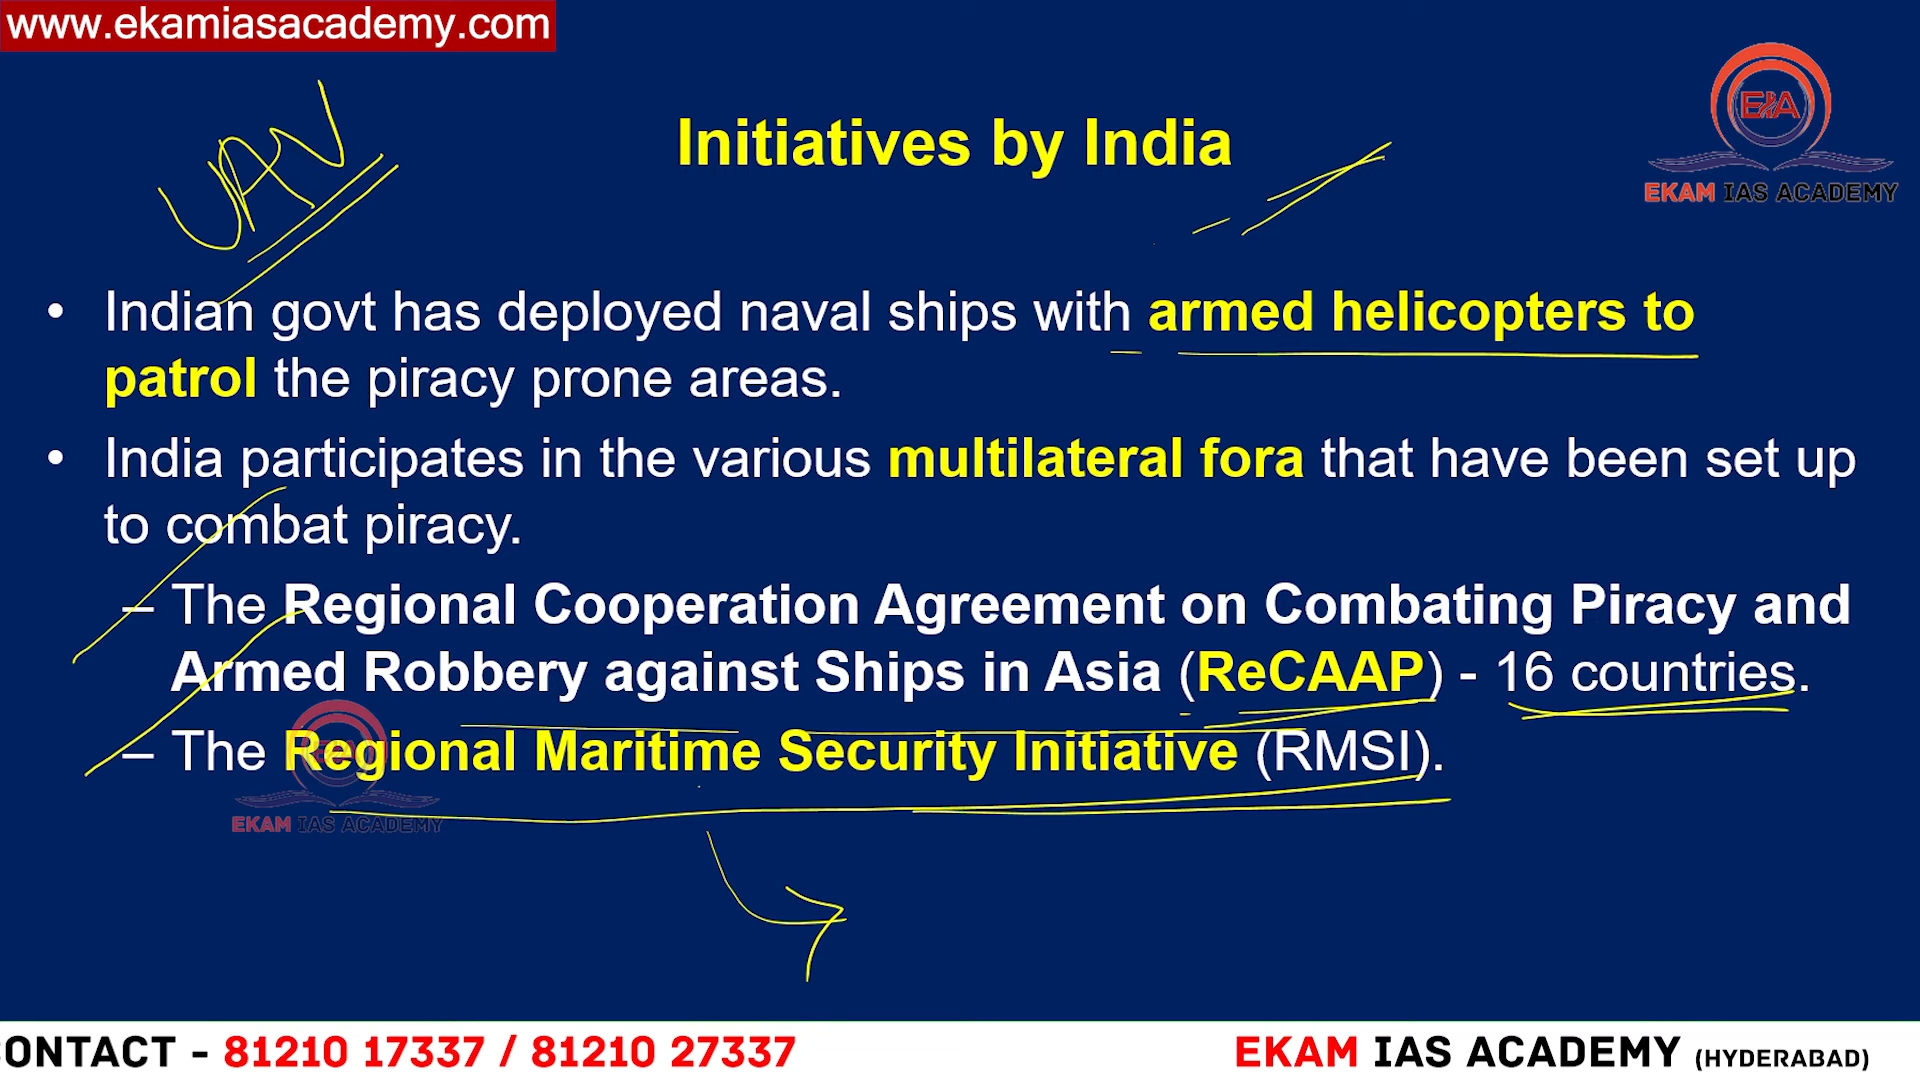 www.ekamiasacademy.com
EIA
EKAM IAS ACADEMY
UAV
Initiatives by India
• Indian govt has deployed naval ships with armed helicopters to
patrol the piracy prone areas.
• India participates in the various multilateral fora that have been set up
to combat piracy.
– The Regional Cooperation Agreement on Combating Piracy and
Armed Robbery against Ships in Asia (ReCAAP) - 16 countries.
– The Regional Maritime Security Initiative (RMSI).
EKAM IAS ACADEMY
ONTACT - 81210 17337 / 81210 27337
EKAM IAS ACADEMY (HYDERABAD)